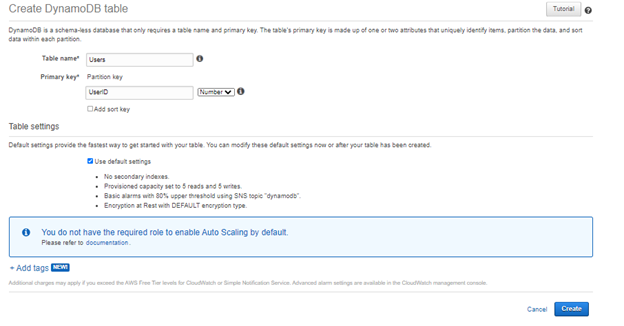 Create DynamoDB table
Tutorial
DynamoDB is a schema-less database that only requires a table name and primary key. The table's primary key is made up of one or two attributes that uniquely identify items, partition the data, and sort
data within each partition.
Table name* Users
Primary key* Partition key
UserID Number
Add sort key
Table settings
Default settings provide the fastest way to get started with your table. You can modify these default settings now or after your table has been created.
Use default settings
• No secondary indexes.
• Provisioned capacity set to 5 reads and 5 writes.
• Basic alarms with 80% upper threshold using SNS topic "dynamodb".
• Encryption at Rest with DEFAULT encryption type.
You do not have the required role to enable Auto Scaling by default.
Please refer to documentation.
+ Add tags NEW!
Additional charges may apply if you exceed the AWS Free Tier levels for CloudWatch or Simple Notification Service. Advanced alarm settings are available in the CloudWatch management console.
Cancel Create